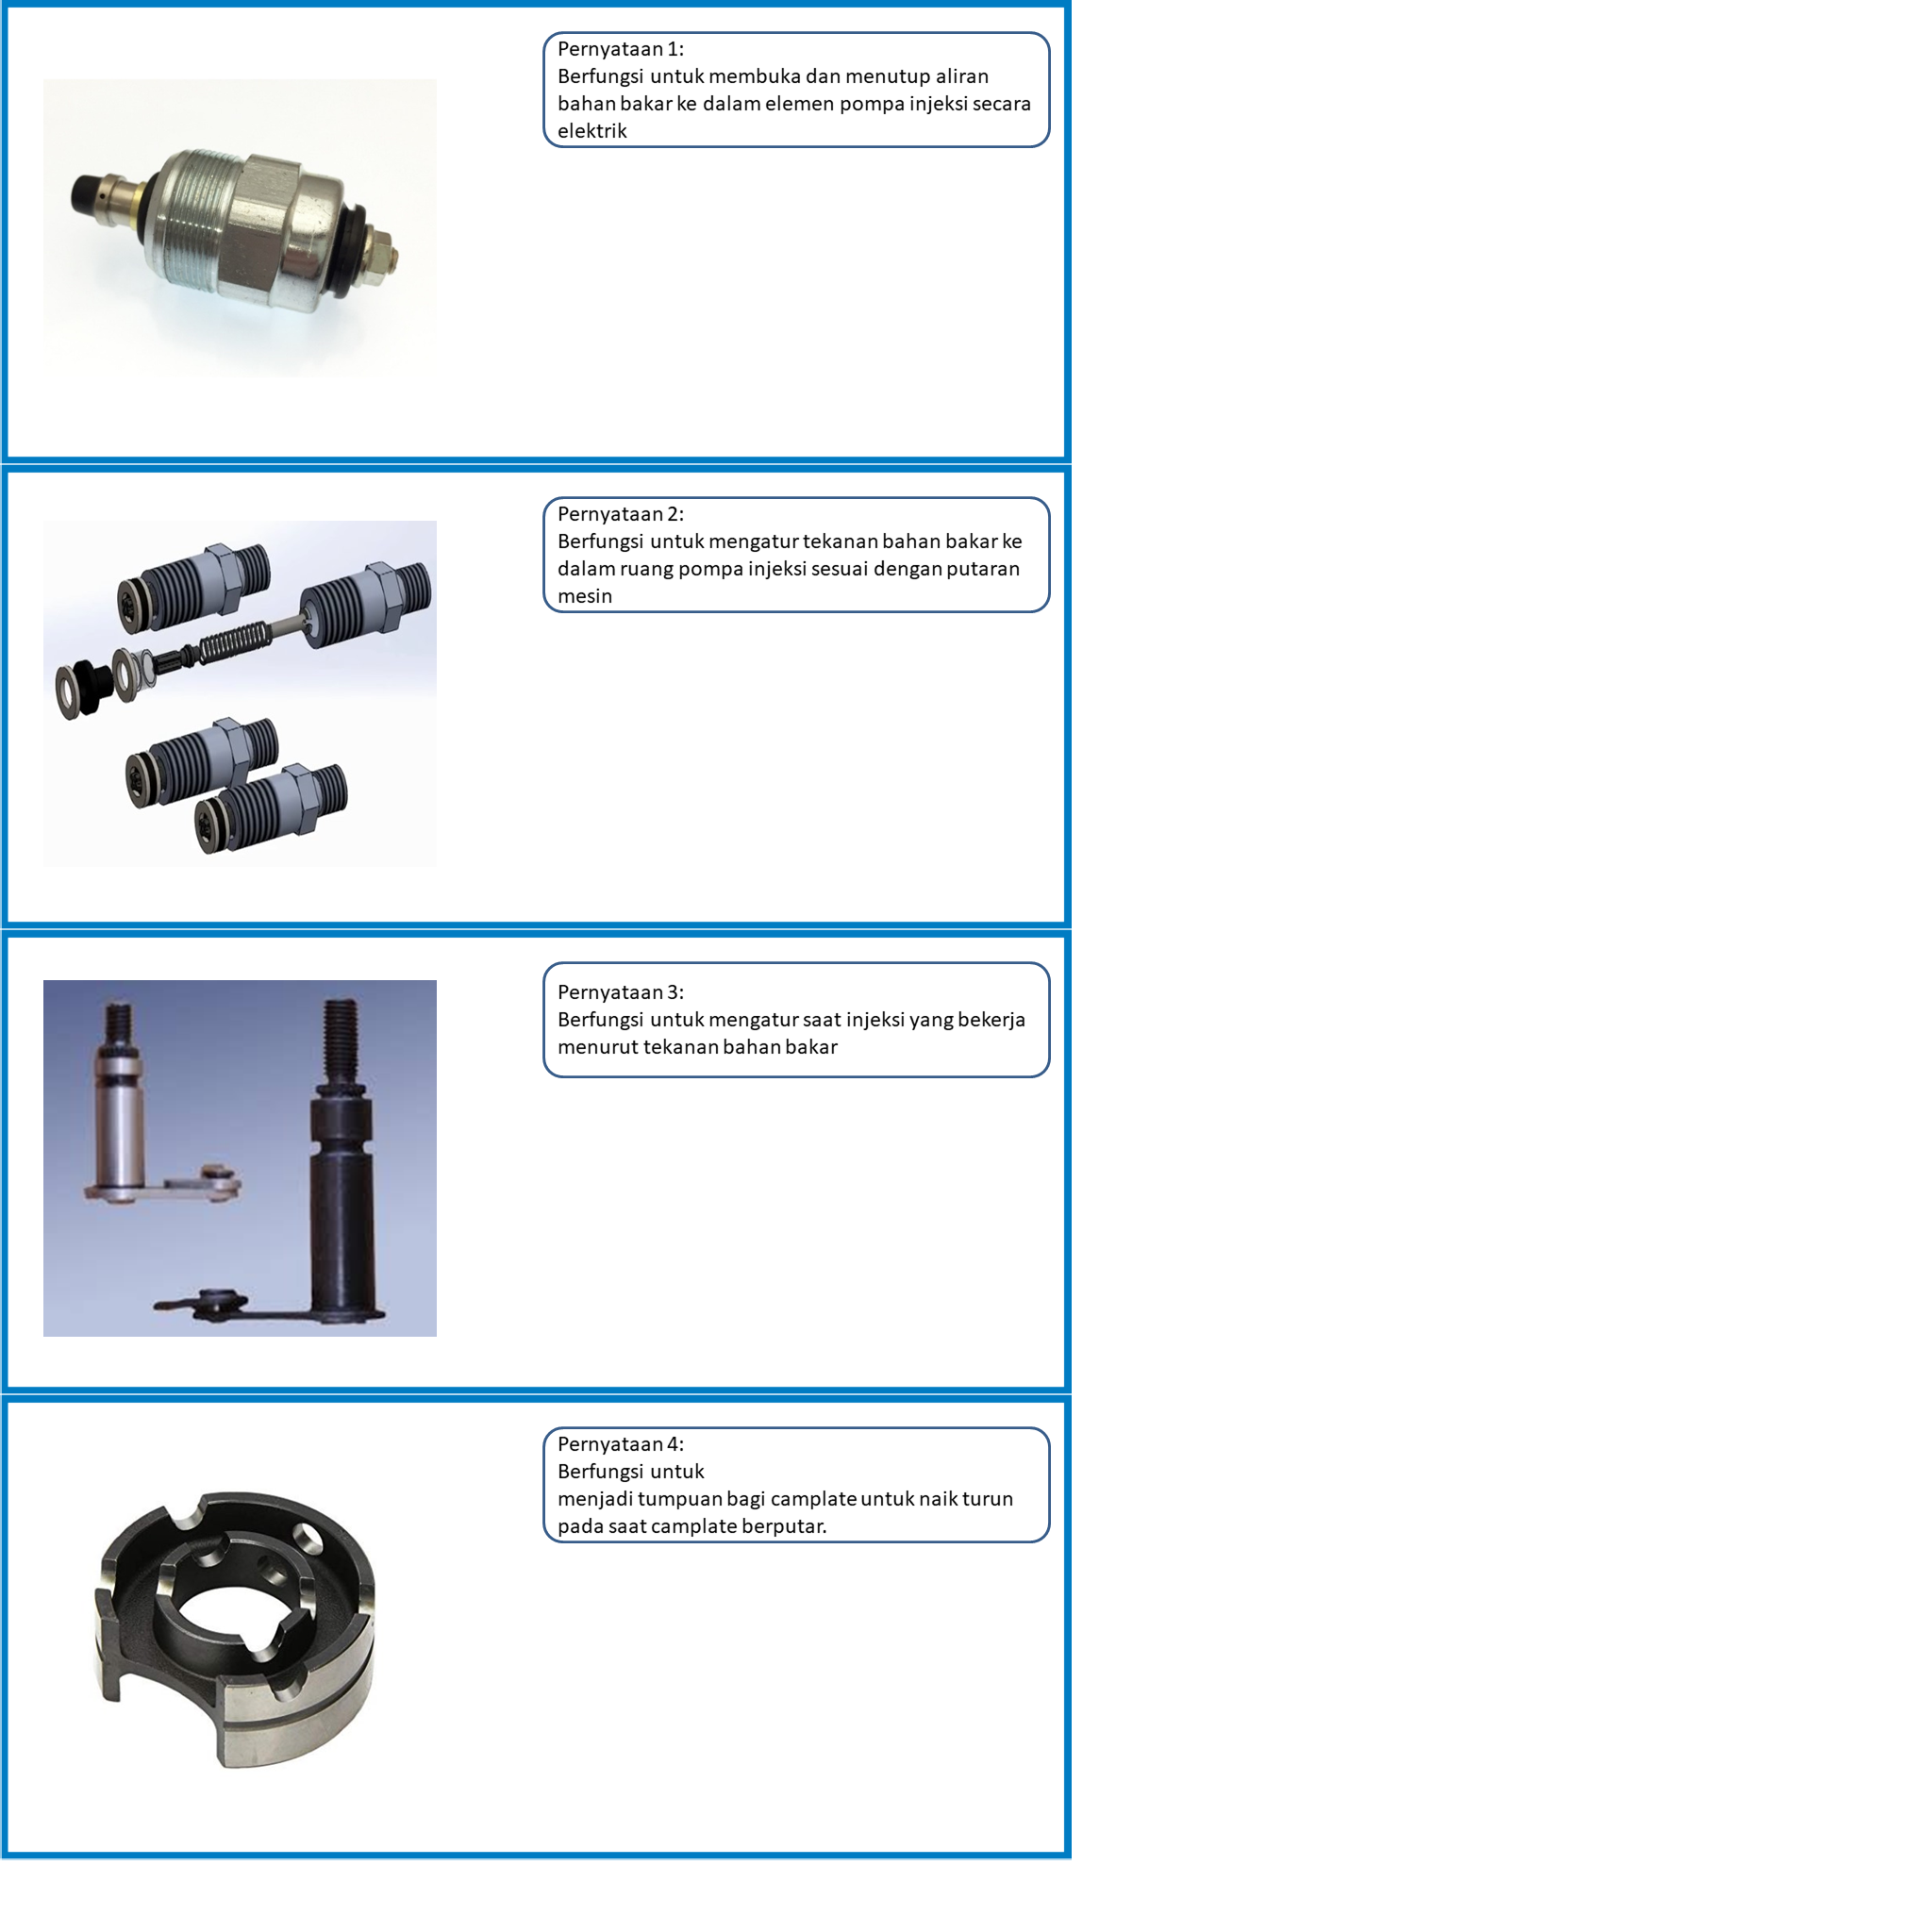 Pernyataan 1:
Berfungsi untuk membuka dan menutup aliran
bahan bakar ke dalam elemen pompa injeksi secara
elektrik
Pernyataan 2:
Berfungsi untuk mengatur tekanan bahan bakar ke
dalam ruang pompa injeksi sesuai dengan putaran
mesin
Pernyataan 3:
Berfungsi untuk mengatur saat injeksi yang bekerja
menurut tekanan bahan bakar
Pernyataan 4:
Berfungsi untuk
menjadi tumpuan bagi camplate untuk naik turun
pada saat camplate berputar.